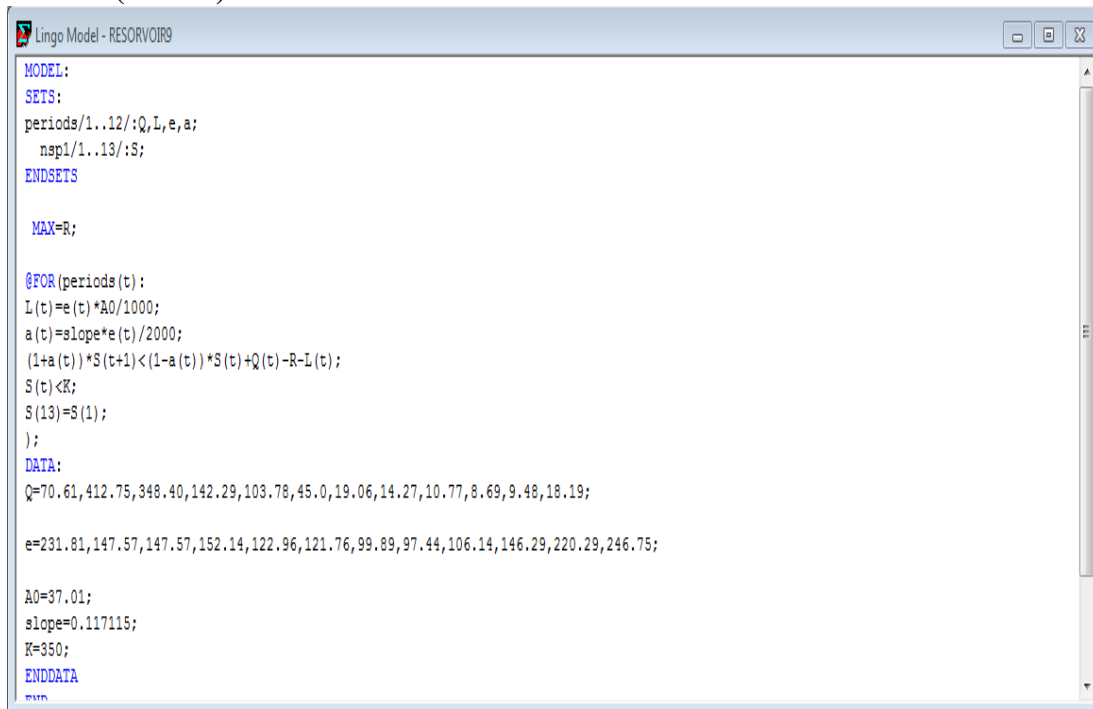 Lingo Model - RESORVOIR9
MODEL:
SETS:
periods/1..12/:Q,L,e,a;
nsp1/1..13/:S;
ENDSETS
MAX=R;
@FOR(periods(t):
L(t)=e(t)*A0/1000;
a(t)=slope*e(t)/2000;
(1+a(t))*S(t+1)<(1-a(t))*S(t)+Q(t)-R-L(t);
S(t)<K;
S(13)=S(1);
);
DATA:
Q=70.61,412.75,348.40,142.29,103.78,45.0,19.06,14.27,10.77,8.69,9.48,18.19;
e=231.81,147.57,147.57,152.14,122.96,121.76,99.89,97.44,106.14,146.29,220.29,246.75;
A0=37.01;
slope=0.117115;
K=350;
ENDDATA
END